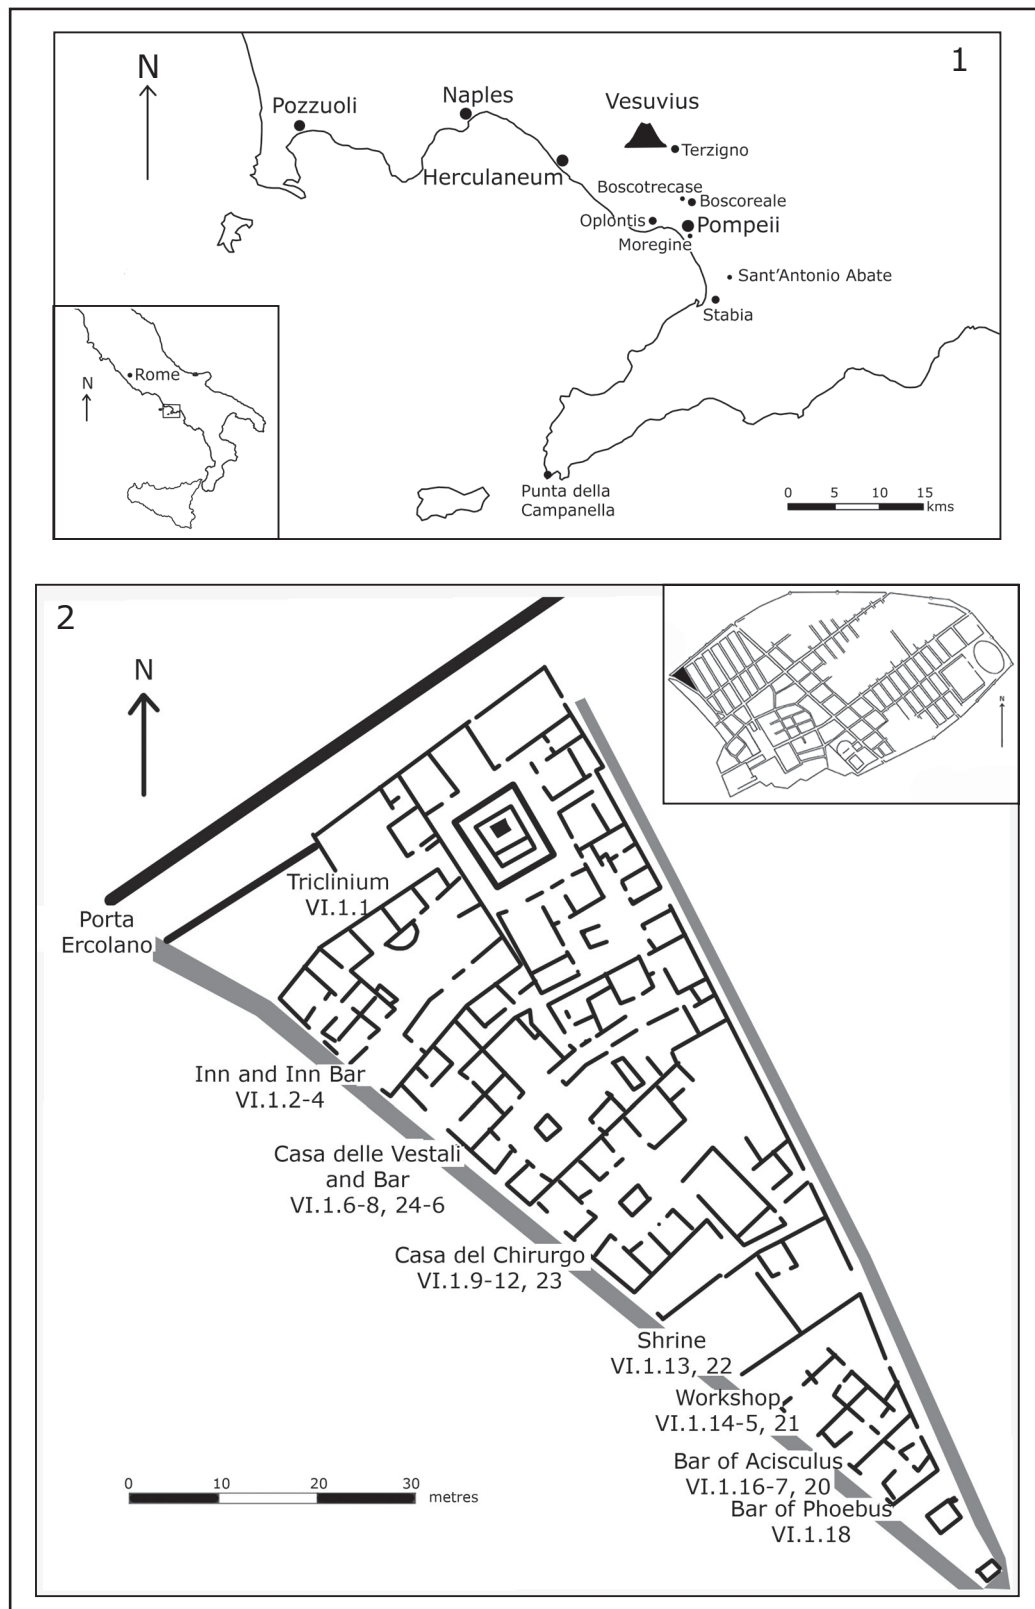 1
N
Pozzuoli
Naples
Vesuvius
Terzigno
Herculaneum
Boscotrecase
Boscoreale
Oplontis
Pompeii
Moregine
Sant'Antonio Abate
Stabia
Rome
N
Punta della
Campanella
0 5 10 15
kms
2
N
N
Triclinium
VI.1.1
Porta
Ercolano
Inn and Inn Bar
VI.1.2-4
Casa delle Vestali
and Bar
VI.1.6-8, 24-6
Casa del Chirurgo
VI.1.9-12, 23
Shrine
VI.1.13, 22
Workshop
VI.1.14-5, 21
Bar of Acisculus
VI.1.16-7, 20
Bar of Phoebus
VI.1.18
0 10 20 30
metres